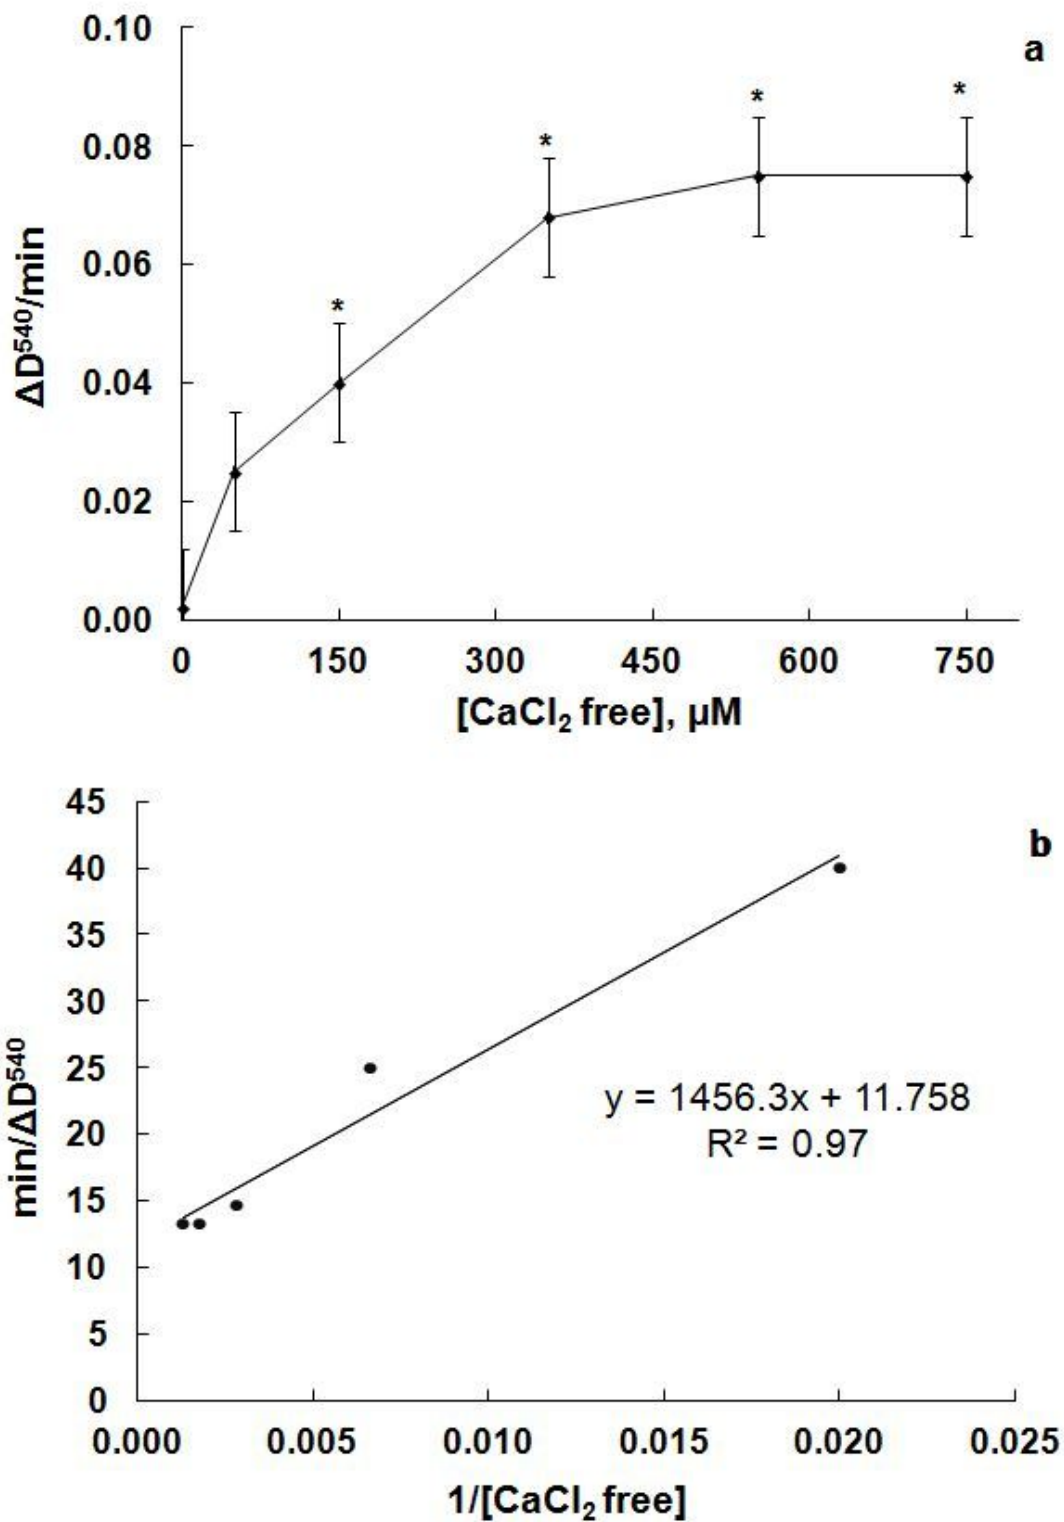 a
0.10
0.08
0.06
0.04
0.02
0.00
ΔD⁵⁴⁰/min
*
*
*
*
0 150 300 450 600 750
[CaCl₂ free], µM
b
45
40
35
30
25
20
15
10
5
0
min/ΔD⁵⁴⁰
y = 1456.3x + 11.758
R² = 0.97
0.000 0.005 0.010 0.015 0.020 0.025
1/[CaCl₂ free]